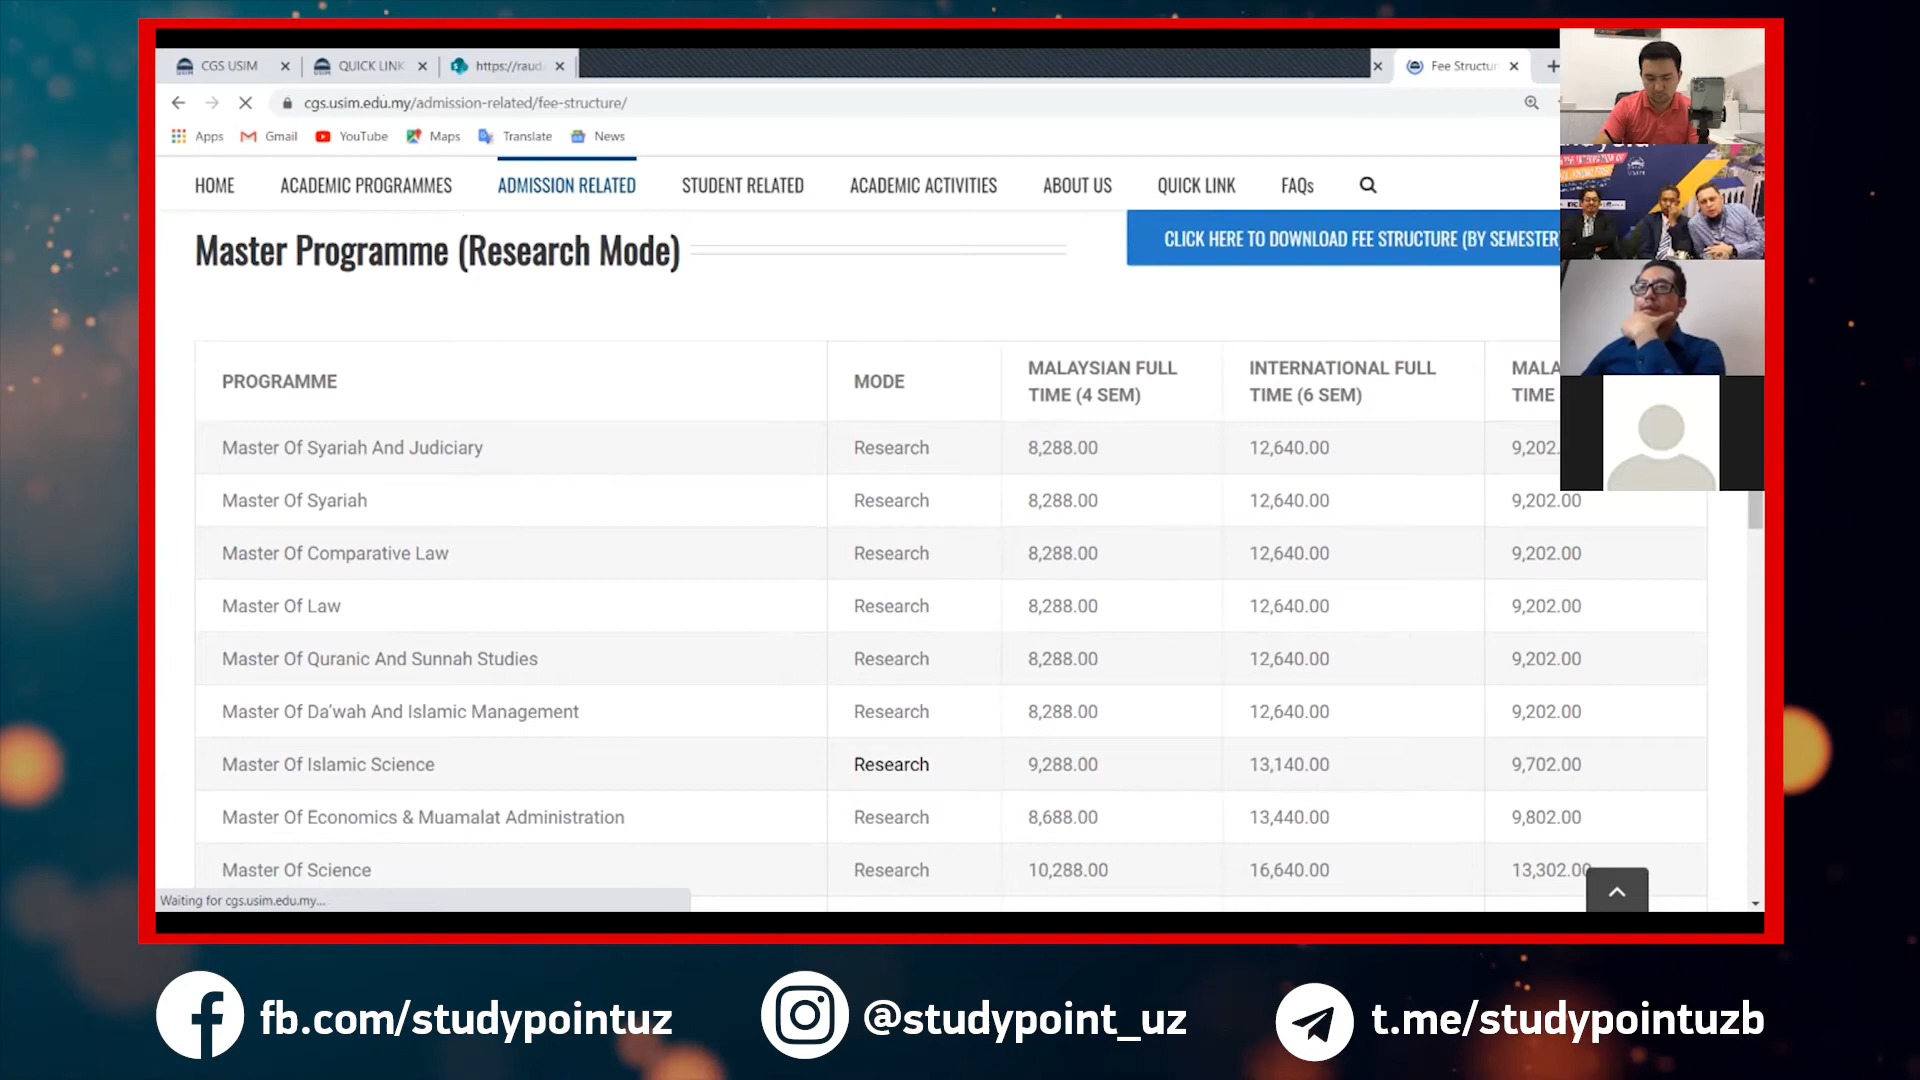 CGS USIM
QUICK LINK
https://raud
Fee Structur
cgs.usim.edu.my/admission-related/fee-structure/
Apps Gmail YouTube Maps Translate News
HOME ACADEMIC PROGRAMMES ADMISSION RELATED STUDENT RELATED ACADEMIC ACTIVITIES ABOUT US QUICK LINK FAQs
Master Programme (Research Mode)
CLICK HERE TO DOWNLOAD FEE STRUCTURE (BY SEMESTER
PROGRAMME MODE MALAYSIAN FULL TIME (4 SEM) INTERNATIONAL FULL TIME (6 SEM) MALA TIME
Master Of Syariah And Judiciary Research 8,288.00 12,640.00 9,202.
Master Of Syariah Research 8,288.00 12,640.00 9,202.00
Master Of Comparative Law Research 8,288.00 12,640.00 9,202.00
Master Of Law Research 8,288.00 12,640.00 9,202.00
Master Of Quranic And Sunnah Studies Research 8,288.00 12,640.00 9,202.00
Master Of Da'wah And Islamic Management Research 8,288.00 12,640.00 9,202.00
Master Of Islamic Science Research 9,288.00 13,140.00 9,702.00
Master Of Economics & Muamalat Administration Research 8,688.00 13,440.00 9,802.00
Master Of Science Research 10,288.00 16,640.00 13,302.00
Waiting for cgs.usim.edu.my...
fb.com/studypointuz
@studypoint_uz
t.me/studypointuzb